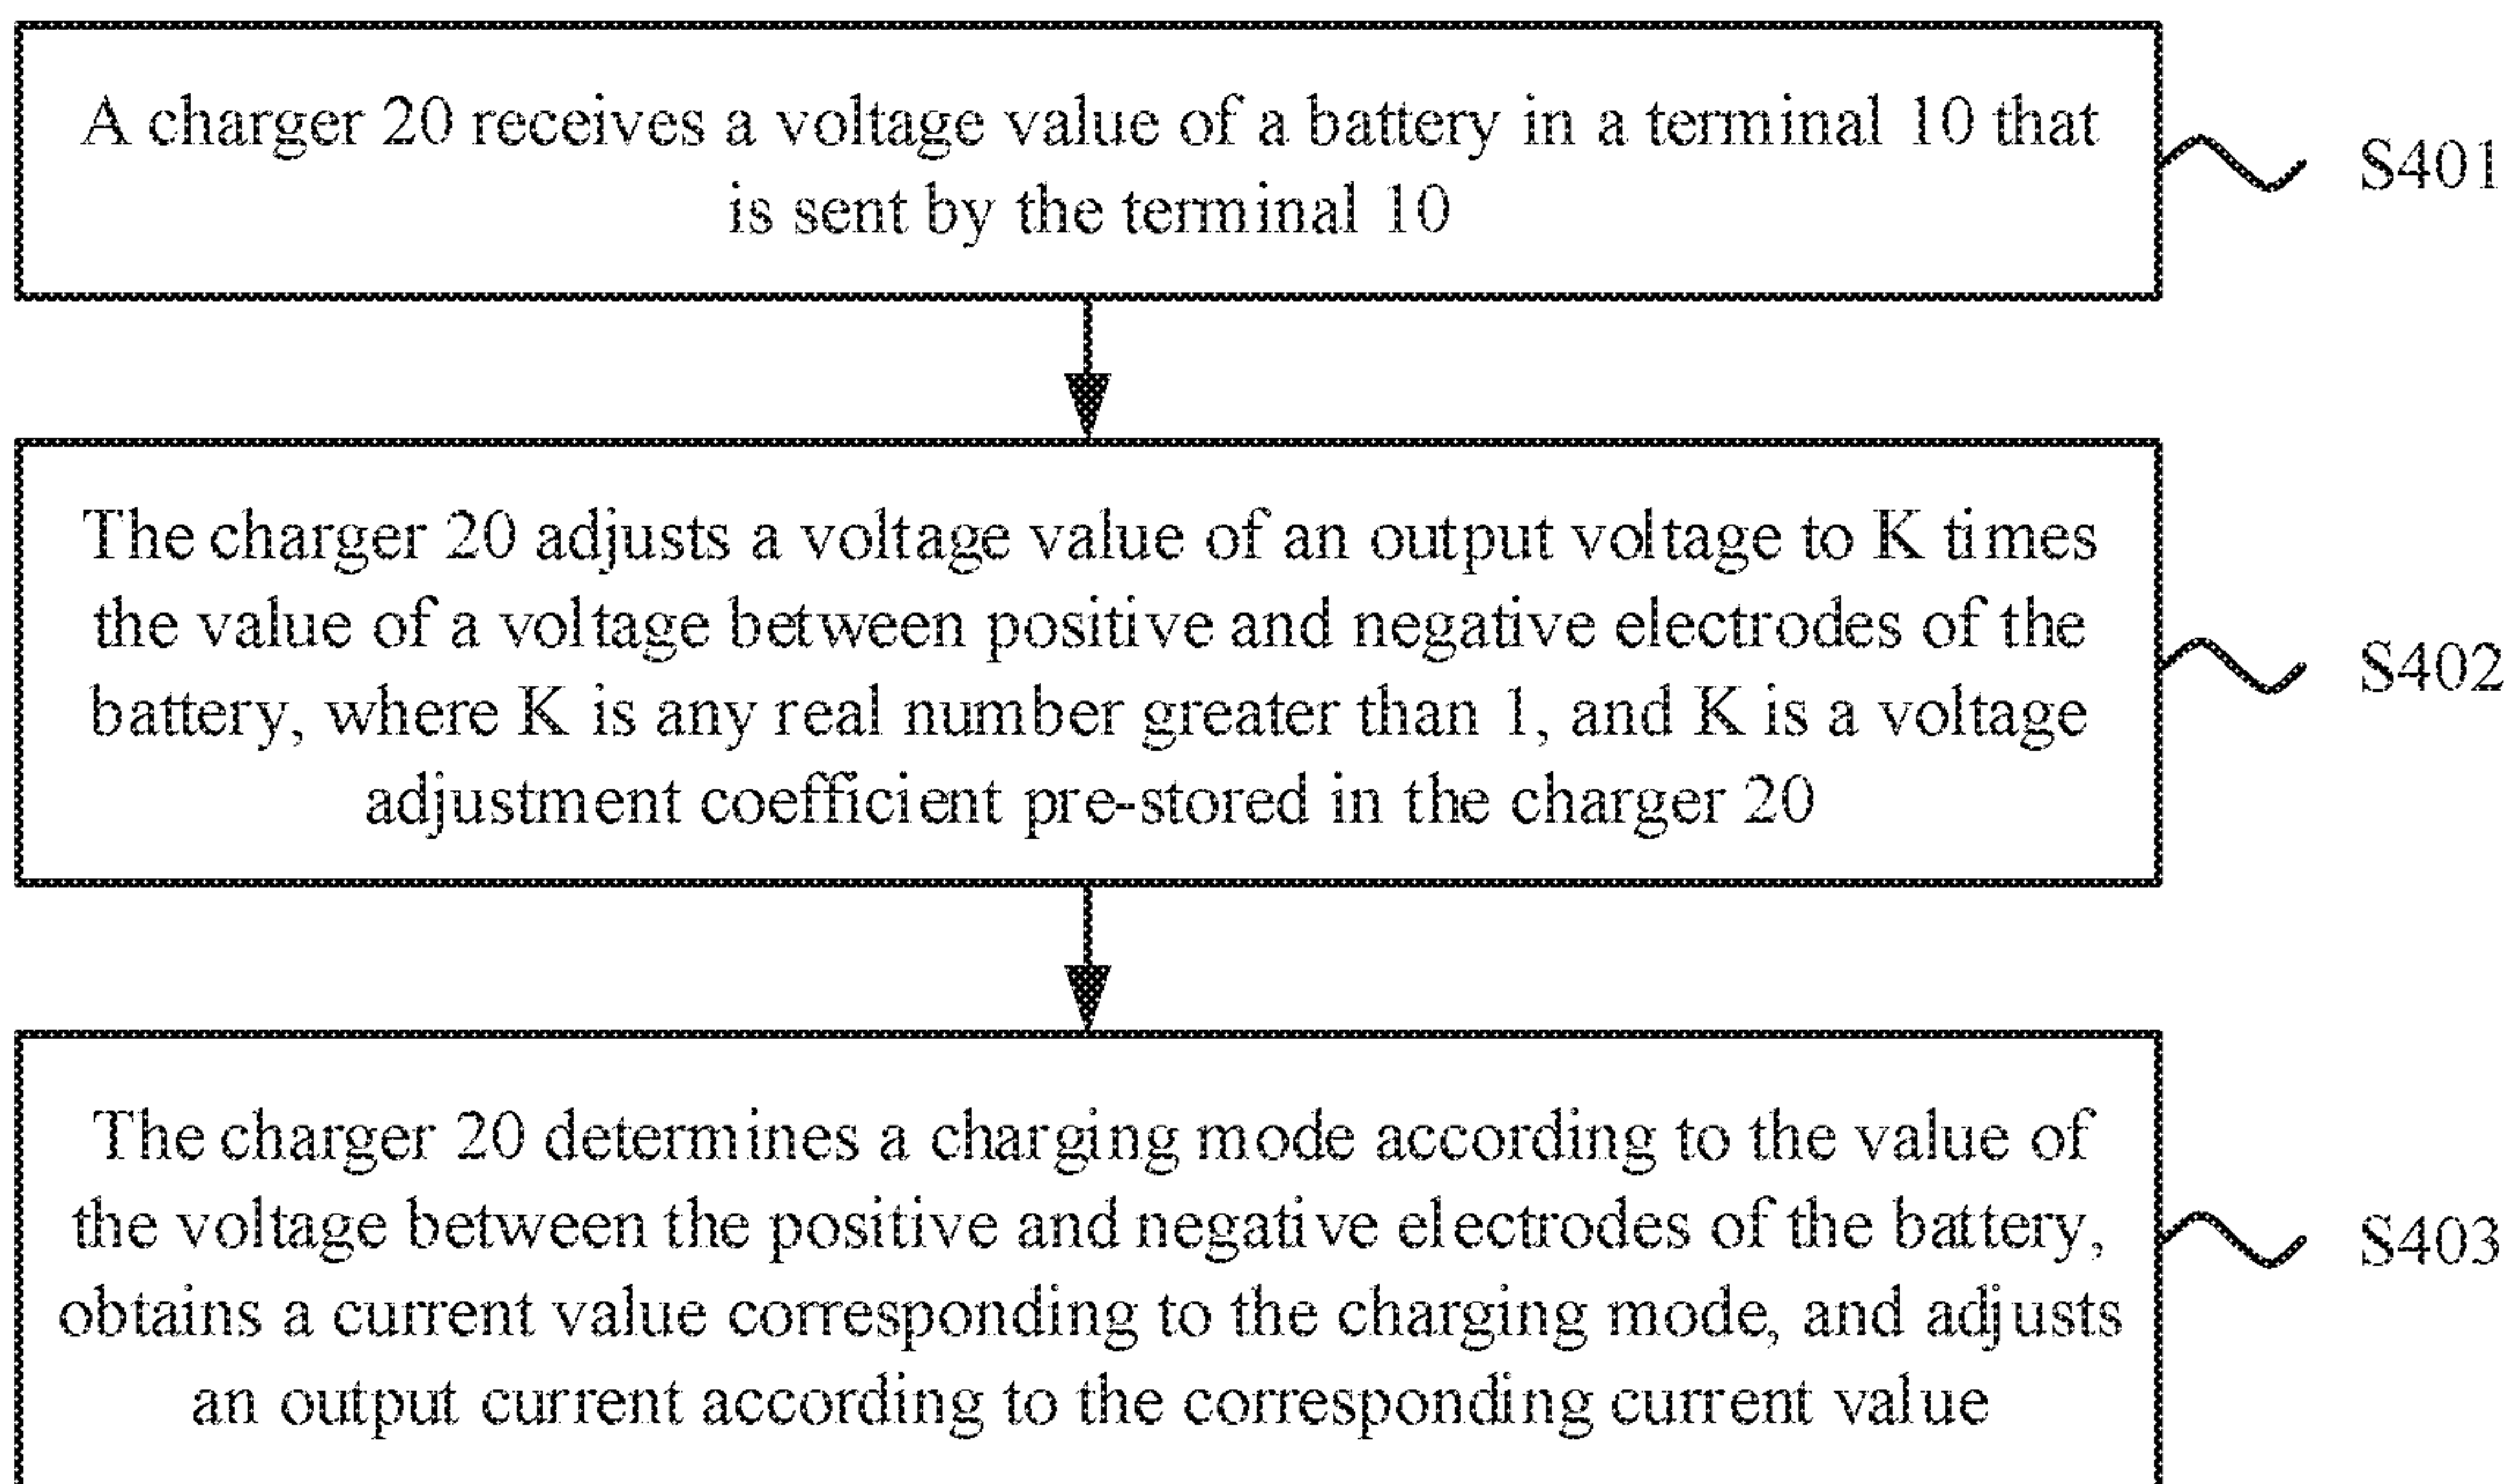 A charger 20 receives a voltage value of a battery in a terminal 10 that
is sent by the terminal 10
S401
The charger 20 adjusts a voltage value of an output voltage to K times
the value of a voltage between positive and negative electrodes of the
battery, where K is any real number greater than 1, and K is a voltage
adjustment coefficient pre-stored in the charger 20
S402
The charger 20 determines a charging mode according to the value of
the voltage between the positive and negative electrodes of the battery,
obtains a current value corresponding to the charging mode, and adjusts
an output current according to the corresponding current value
S403